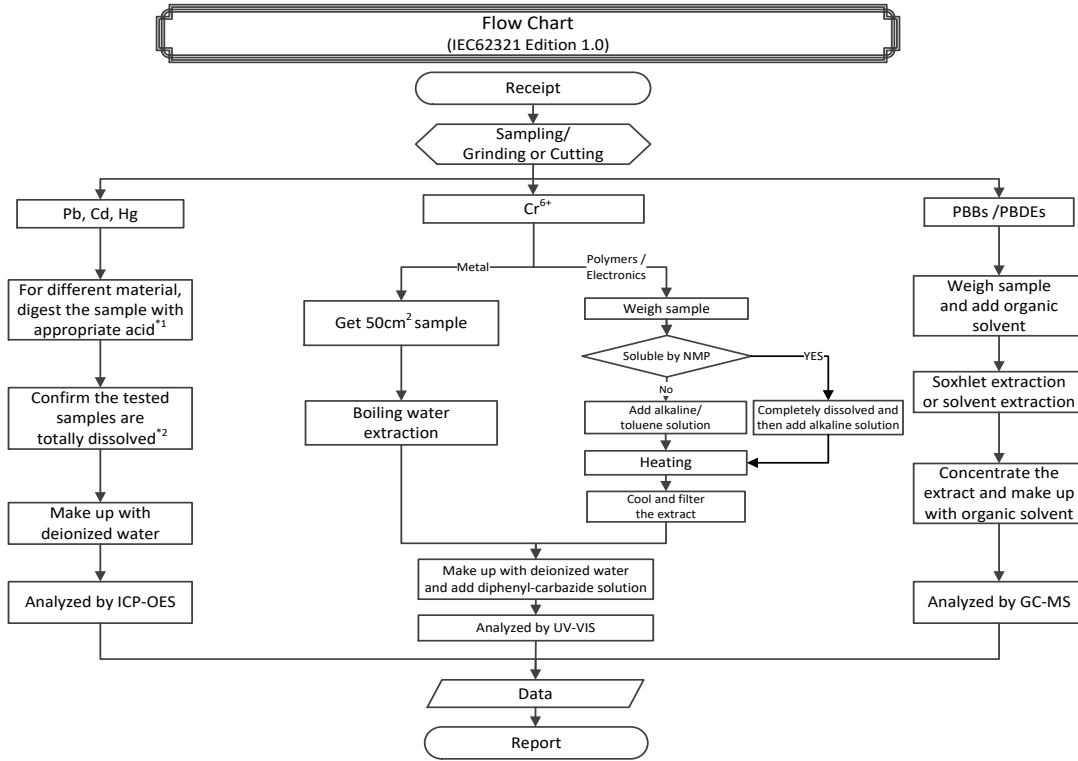 Flow Chart
(IEC62321 Edition 1.0)
Receipt
Sampling/
Grinding or Cutting
Pb, Cd, Hg
For different material,
digest the sample with
appropriate acid*1
Confirm the tested
samples are
totally dissolved*2
Make up with
deionized water
Analyzed by ICP-OES
Cr6+
Metal
Get 50cm2 sample
Boiling water
extraction
Polymers /
Electronics
Weigh sample
Soluble by NMP
YES
No
Add alkaline/
toluene solution
Completely dissolved and
then add alkaline solution
Heating
Cool and filter
the extract
Make up with deionized water
and add diphenyl-carbazide solution
Analyzed by UV-VIS
PBBs /PBDEs
Weigh sample
and add organic
solvent
Soxhlet extraction
or solvent extraction
Concentrate the
extract and make up
with organic solvent
Analyzed by GC-MS
Data
Report